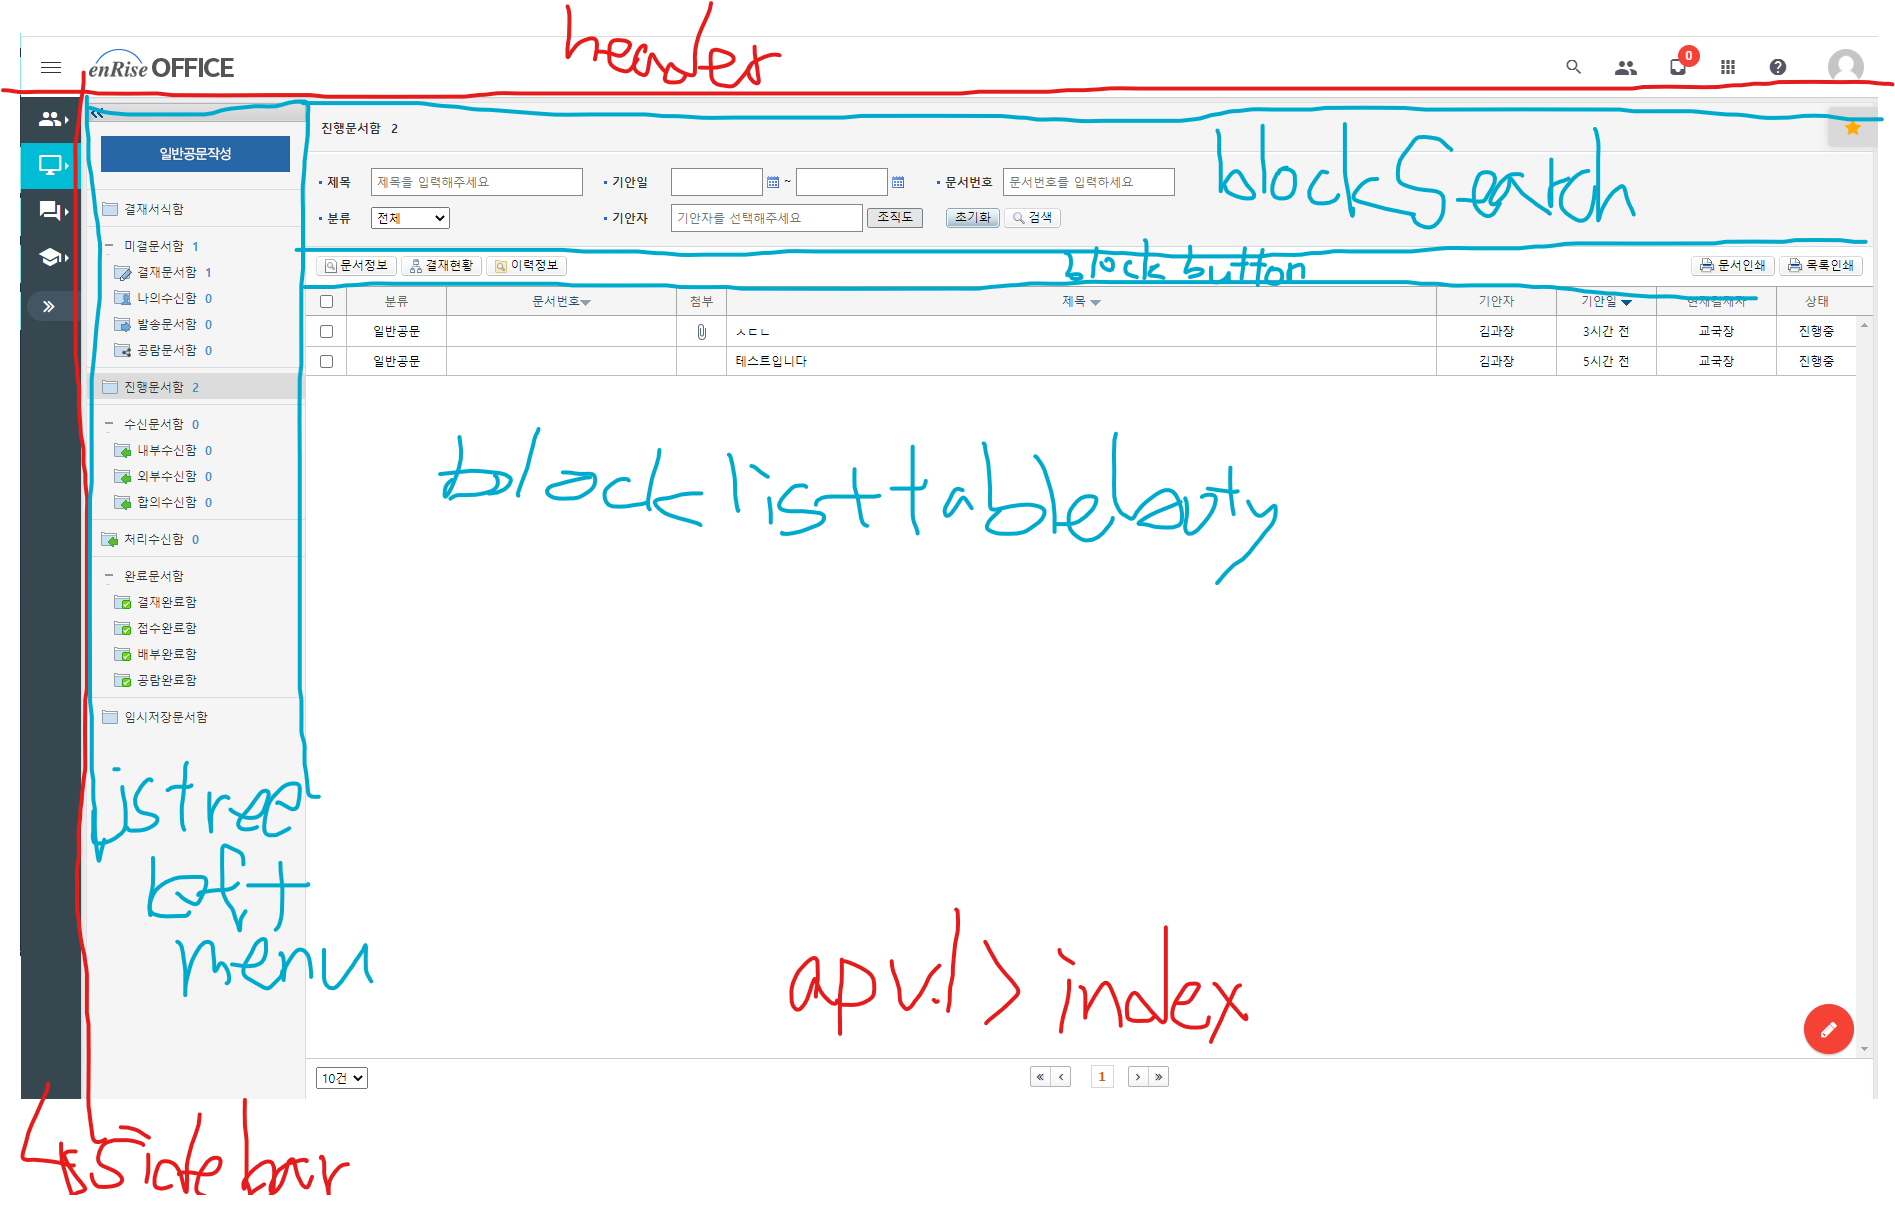 header
enRise OFFICE
0
일반공문작성
진행문서함 2
blockSearch
제목 제목을 입력해주세요 기안일 ~ 문서번호 문서번호를 입력하세요
분류 전체 기안자 기안자를 선택해주세요 조직도 초기화 검색
문서정보 결재현황 이력정보 block button 문서인쇄 목록인쇄
분류 문서번호 첨부 제목 기안자 기안일 현재결재자 상태
일반공문 ㅅㄷㄴ 김과장 3시간 전 교국장 진행중
일반공문 테스트입니다 김과장 5시간 전 교국장 진행중
결재서식함
미결문서함 1
결재문서함 1
나의수신함 0
발송문서함 0
공람문서함 0
진행문서함 2
수신문서함 0
내부수신함 0
외부수신함 0
합의수신함 0
처리수신함 0
완료문서함
결재완료함
접수완료함
배부완료함
공람완료함
임시저장문서함
block list table
jstree
left
menu
apv.1 > index
10건 1
sidebar